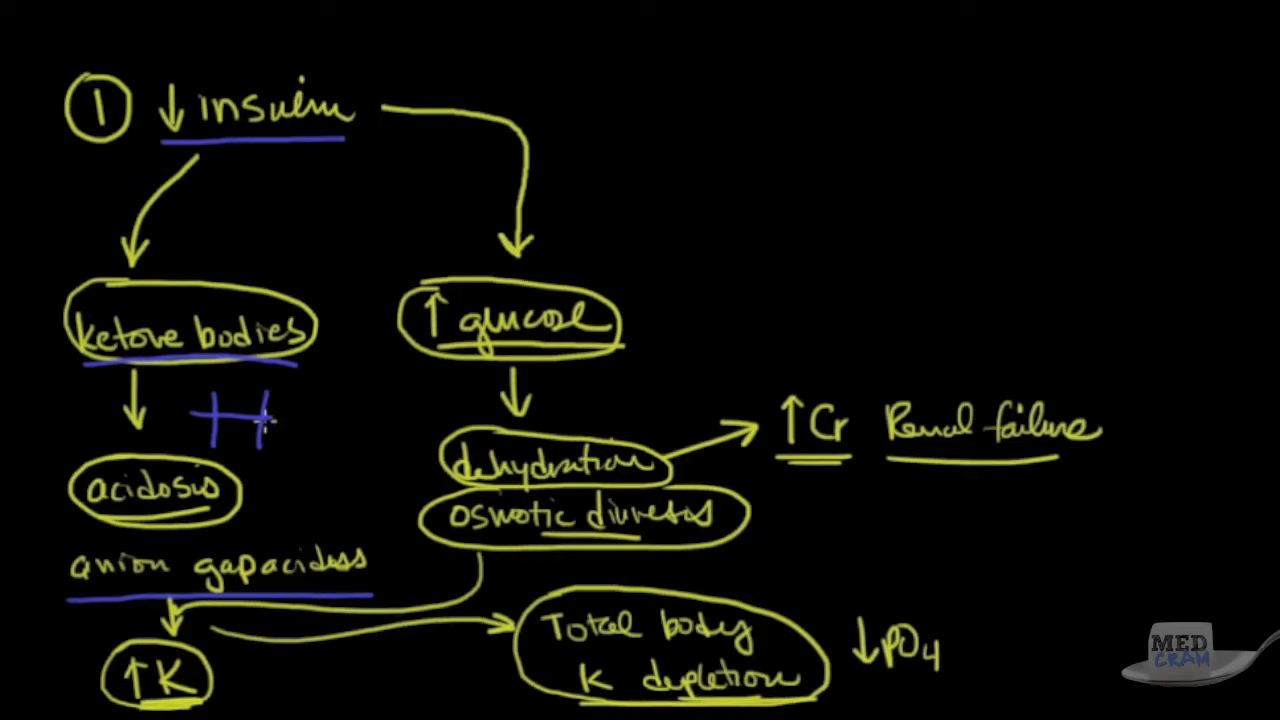 1 ↓ insulin
ketone bodies
↑ glucose
H
dehydration
↑ Cr Renal failure
acidosis
osmotic diuresis
anion gap acidosis
↑ K
Total body
K depletion
↓ PO4
MED
CRAM